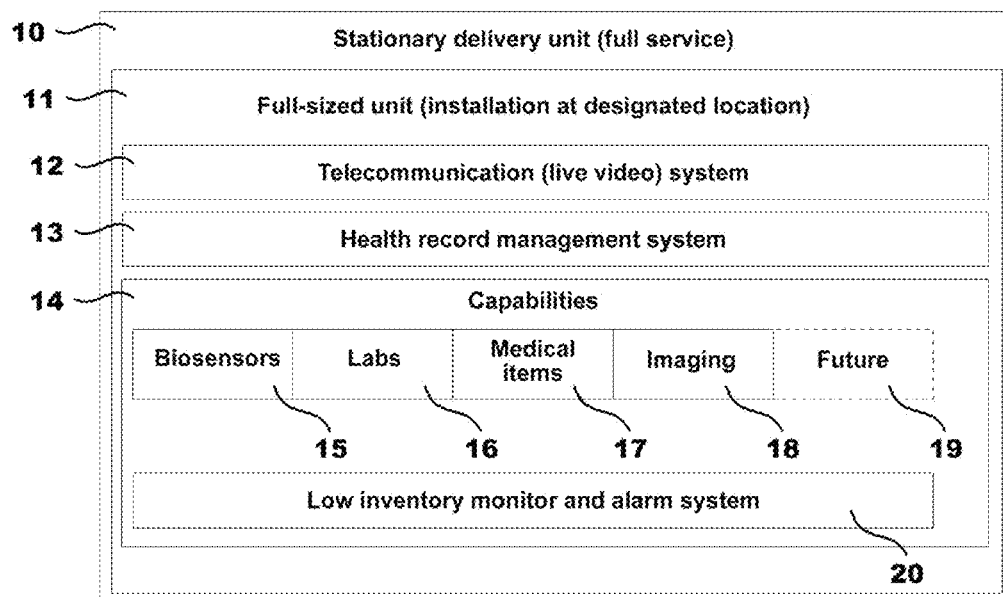 10 Stationary delivery unit (full service)
11 Full-sized unit (installation at designated location)
12 Telecommunication (live video) system
13 Health record management system
14 Capabilities
Biosensors Labs Medical items Imaging Future
15 16 17 18 19
Low inventory monitor and alarm system
20